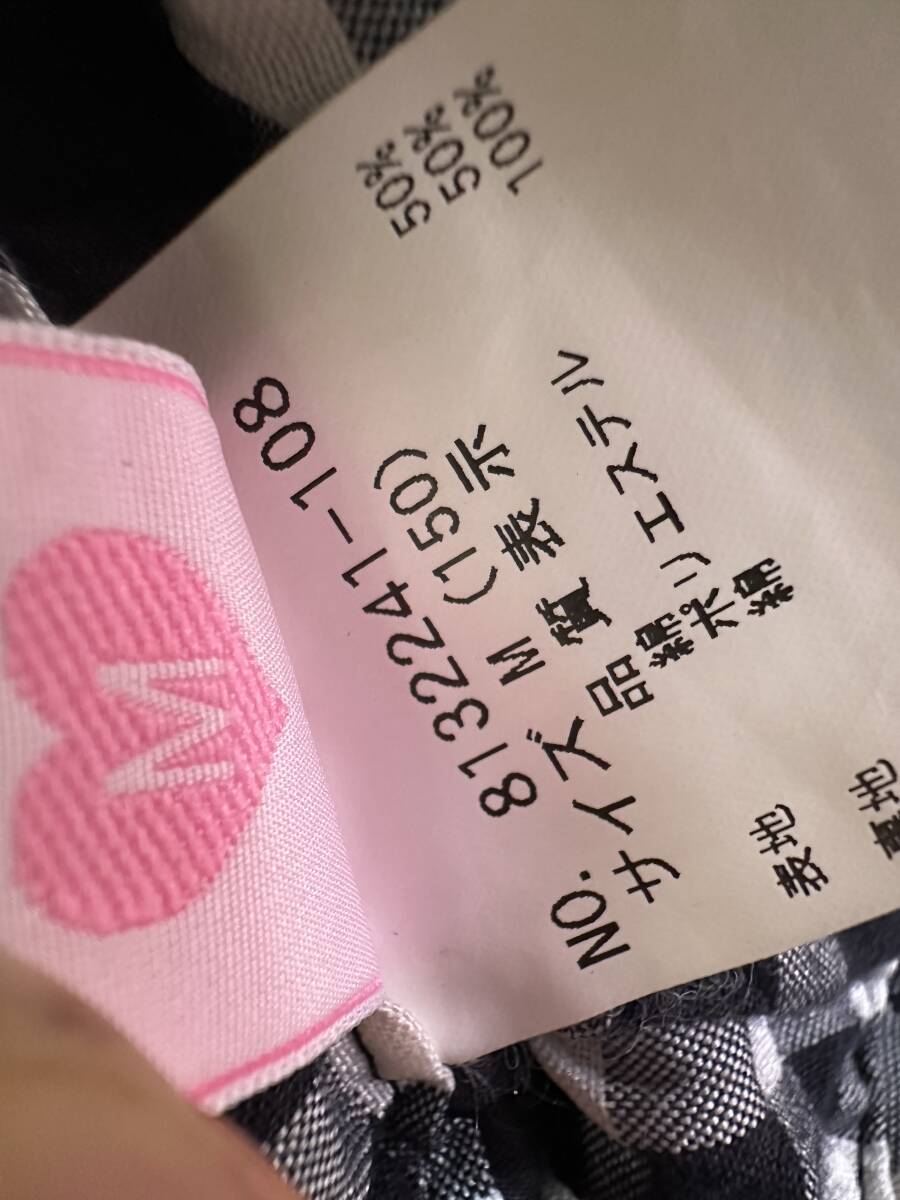 M
NO. 8132241-108
サイズ M (150)
品質表示
表地 綿 50%
ポリエステル 50%
裏地 綿 100%